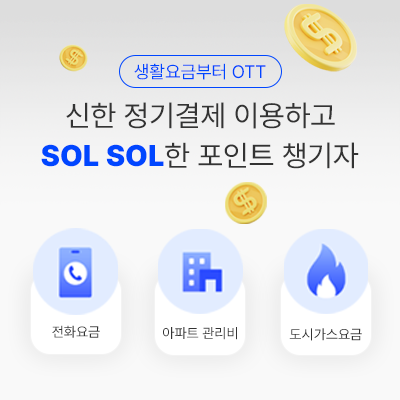 생활요금부터 OTT
신한 정기결제 이용하고
SOL SOL한 포인트 챙기자
전화요금
아파트 관리비
도시가스요금